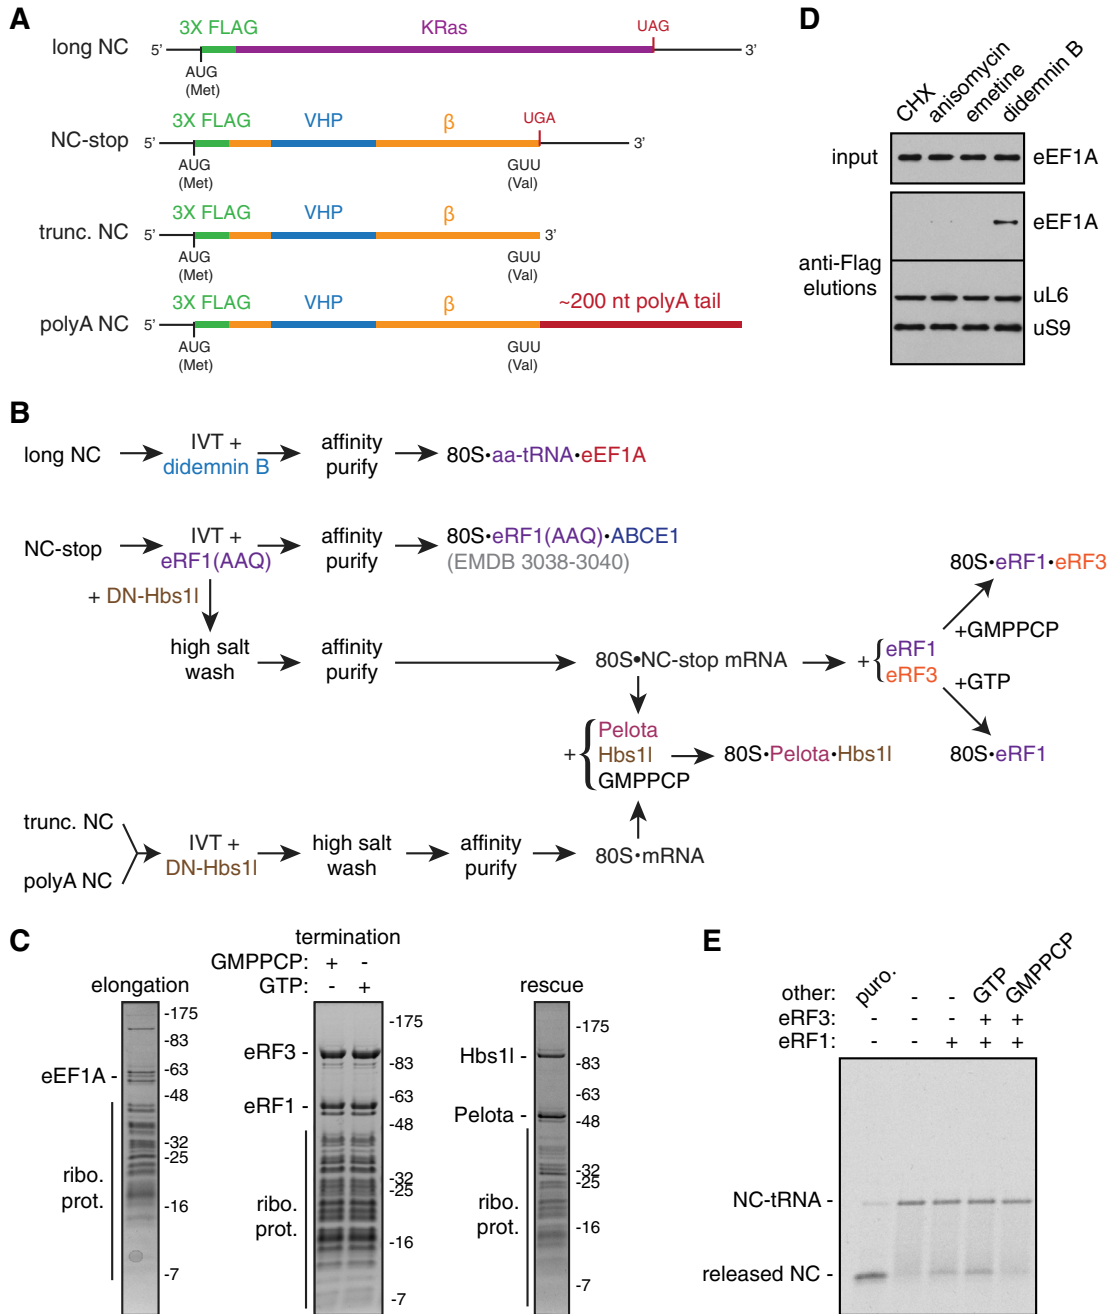 A
3X FLAG
KRas
UAG
long NC
5’
3’
AUG
(Met)
3X FLAG
VHP
β
UGA
NC-stop
5’
3’
AUG
(Met)
GUU
(Val)
3X FLAG
VHP
β
trunc. NC
5’
3’
AUG
(Met)
GUU
(Val)
3X FLAG
VHP
β
~200 nt polyA tail
polyA NC
5’
AUG
(Met)
GUU
(Val)
D
CHX
anisomycin
emetine
didemnin B
input
eEF1A
eEF1A
anti-Flag
elutions
uL6
uS9
B
long NC
IVT +
didemnin B
affinity
purify
80S•aa-tRNA•eEF1A
NC-stop
IVT +
eRF1(AAQ)
affinity
purify
80S•eRF1(AAQ)•ABCE1
(EMDB 3038-3040)
+ DN-Hbs1l
high salt
wash
affinity
purify
80S•NC-stop mRNA
+{
eRF1
eRF3
+GMPPCP
80S•eRF1•eRF3
+GTP
80S•eRF1
+{
Pelota
Hbs1l
GMPPCP
80S•Pelota•Hbs1l
trunc. NC
polyA NC
IVT +
DN-Hbs1l
high salt
wash
affinity
purify
80S•mRNA
C
elongation
-175
-83
-63
-48
-32
-25
-16
-7
eEF1A -
ribo.
prot.
termination
GMPPCP: + -
GTP: - +
-175
-83
-63
-48
-32
-25
-16
-7
eRF3 -
eRF1 -
ribo.
prot.
rescue
-175
-83
-63
-48
-32
-25
-16
-7
Hbs1l -
Pelota -
ribo.
prot.
E
other: puro. - - GTP GMPPCP
eRF3: - - - + +
eRF1: - - + + +
NC-tRNA -
released NC -